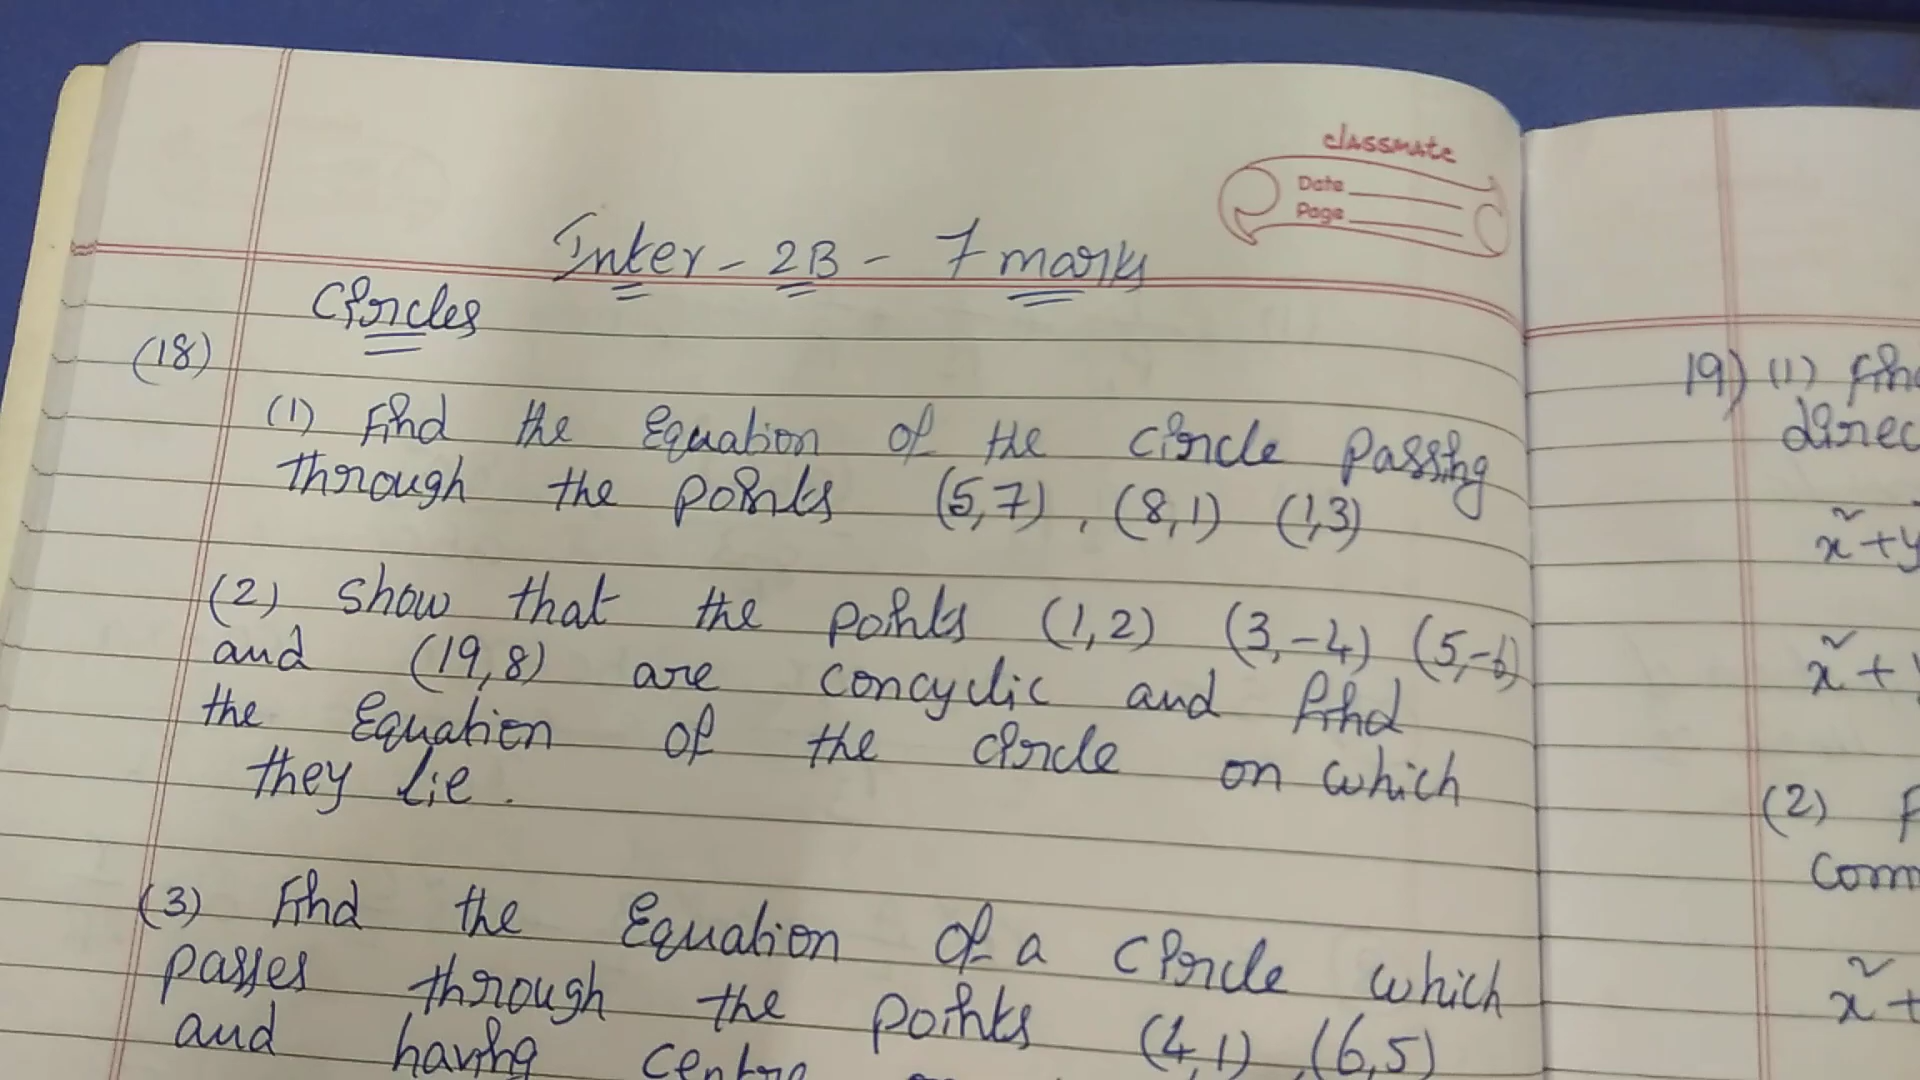 classmate
Date
Page
Inter - 2B - 7 marks
Circles
(18)
(1) Find the Equation of the circle passing
through the points (5,7), (8,1) (1,3)
(2) show that the points (1,2) (3,-4) (5,-6)
and (19,8) are concyclic and find
the Equation of the circle on which
they lie.
(3) Find the Equation of a circle which
passes through the points (4,1), (6,5)
and having
19) (1)
x̃ +
x̃ +
(2)
x̃ +